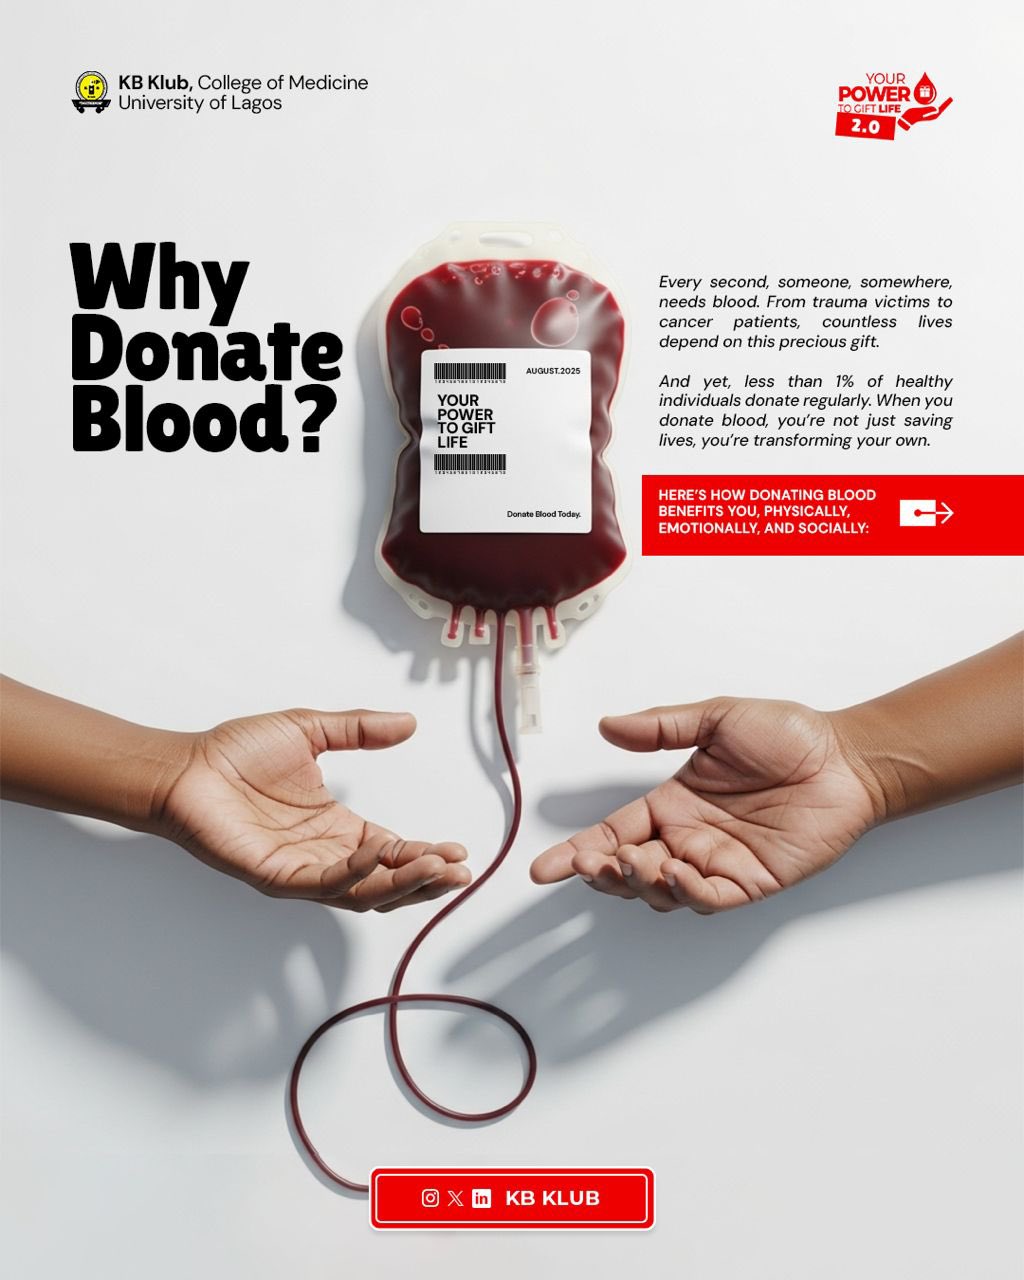 KB Klub, College of Medicine
University of Lagos
YOUR
POWER
TO GIFT LIFE
2.0
Why
Donate
Blood?
AUGUST.2025
YOUR
POWER
TO GIFT
LIFE
Donate Blood Today.
Every second, someone, somewhere,
needs blood. From trauma victims to
cancer patients, countless lives
depend on this precious gift.
And yet, less than 1% of healthy
individuals donate regularly. When you
donate blood, you're not just saving
lives, you're transforming your own.
HERE'S HOW DONATING BLOOD
BENEFITS YOU, PHYSICALLY,
EMOTIONALLY, AND SOCIALLY:
KB KLUB